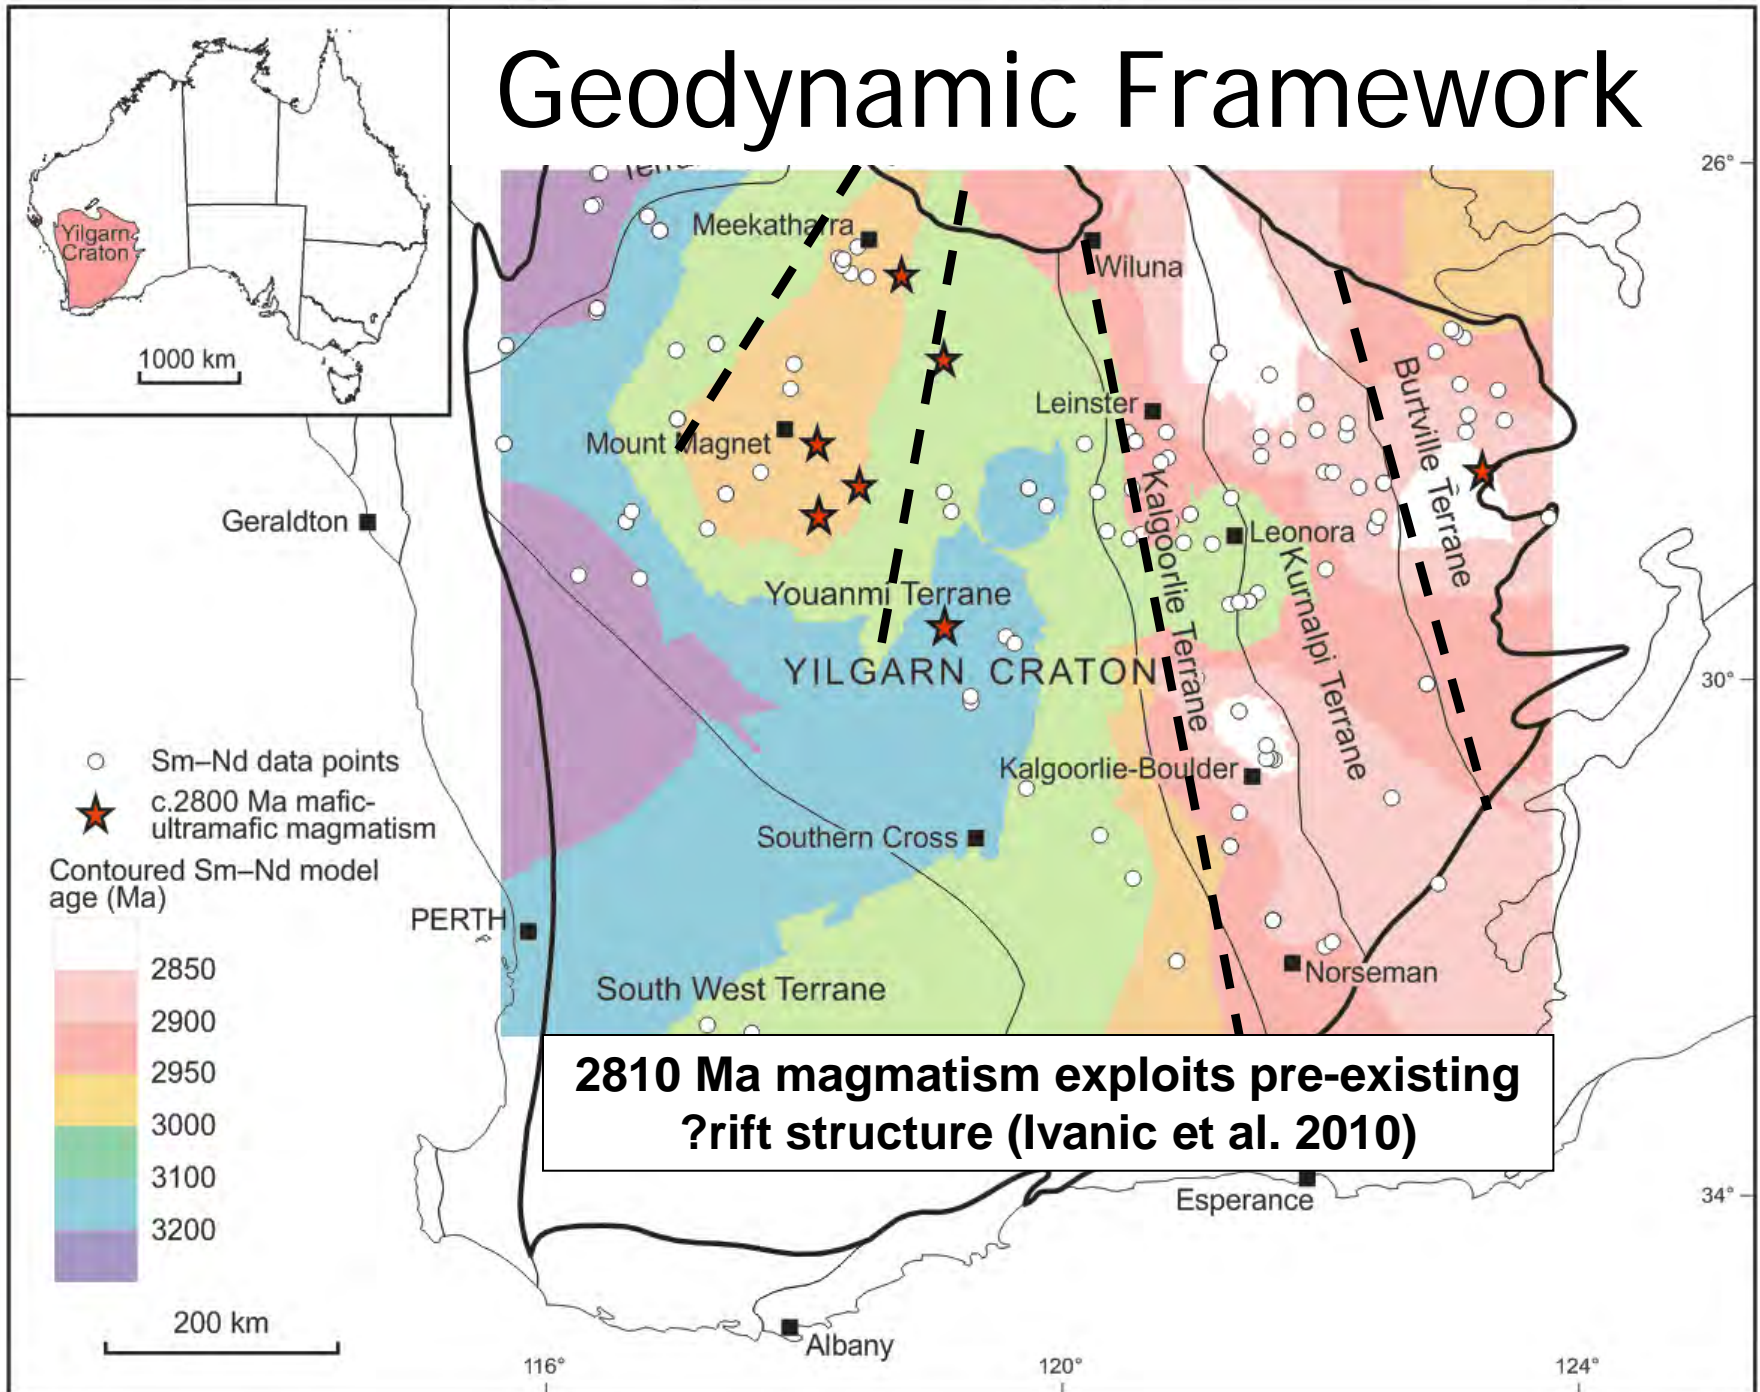 Geodynamic Framework
Yilgarn
Craton
1000 km
26°
Meekatharra
Wiluna
Leinster
Burtville Terrane
Mount Magnet
Kalgoorlie Terrane
Geraldton
Leonora
Kurnalpi Terrane
Youanmi Terrane
YILGARN CRATON
30°
Sm–Nd data points
c.2800 Ma mafic-
ultramafic magmatism
Kalgoorlie-Boulder
Southern Cross
Contoured Sm–Nd model
age (Ma)
PERTH
2850
2900
2950
3000
3100
3200
South West Terrane
Norseman
2810 Ma magmatism exploits pre-existing
?rift structure (Ivanic et al. 2010)
Esperance
34°
200 km
Albany
116°
120°
124°